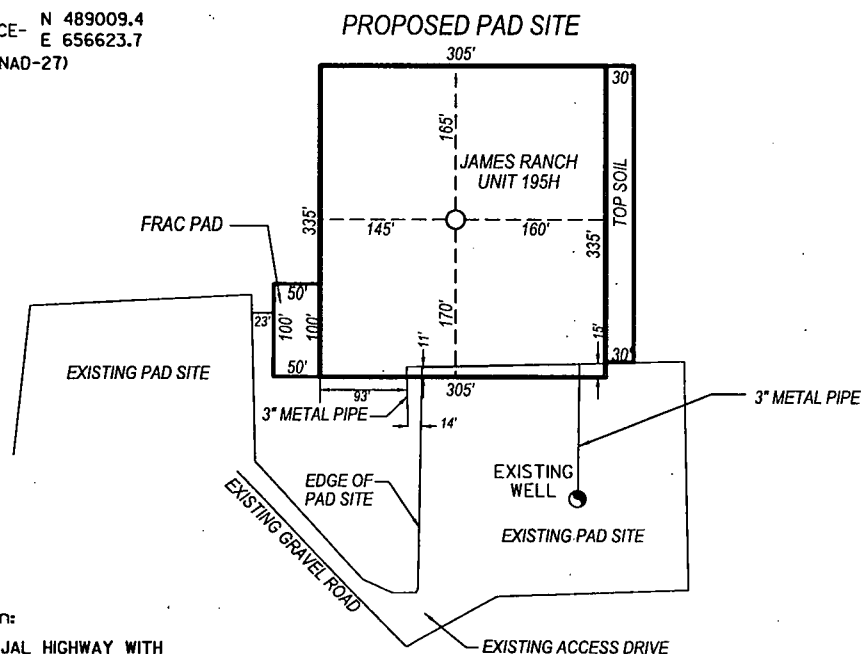 CE- N 489009.4
E 656623.7
NAD-27)
PROPOSED PAD SITE
305'
30'
165'
JAMES RANCH
UNIT 195H
TOP SOIL
FRAC PAD
335'
145'
160'
335'
50'
23'
100'
100'
170'
11'
15'
50'
30'
EXISTING PAD SITE
93'
305'
3" METAL PIPE
14'
3" METAL PIPE
EDGE OF
PAD SITE
EXISTING
WELL
EXISTING GRAVEL ROAD
EXISTING PAD SITE
n:
JAL HIGHWAY WITH
EXISTING ACCESS DRIVE